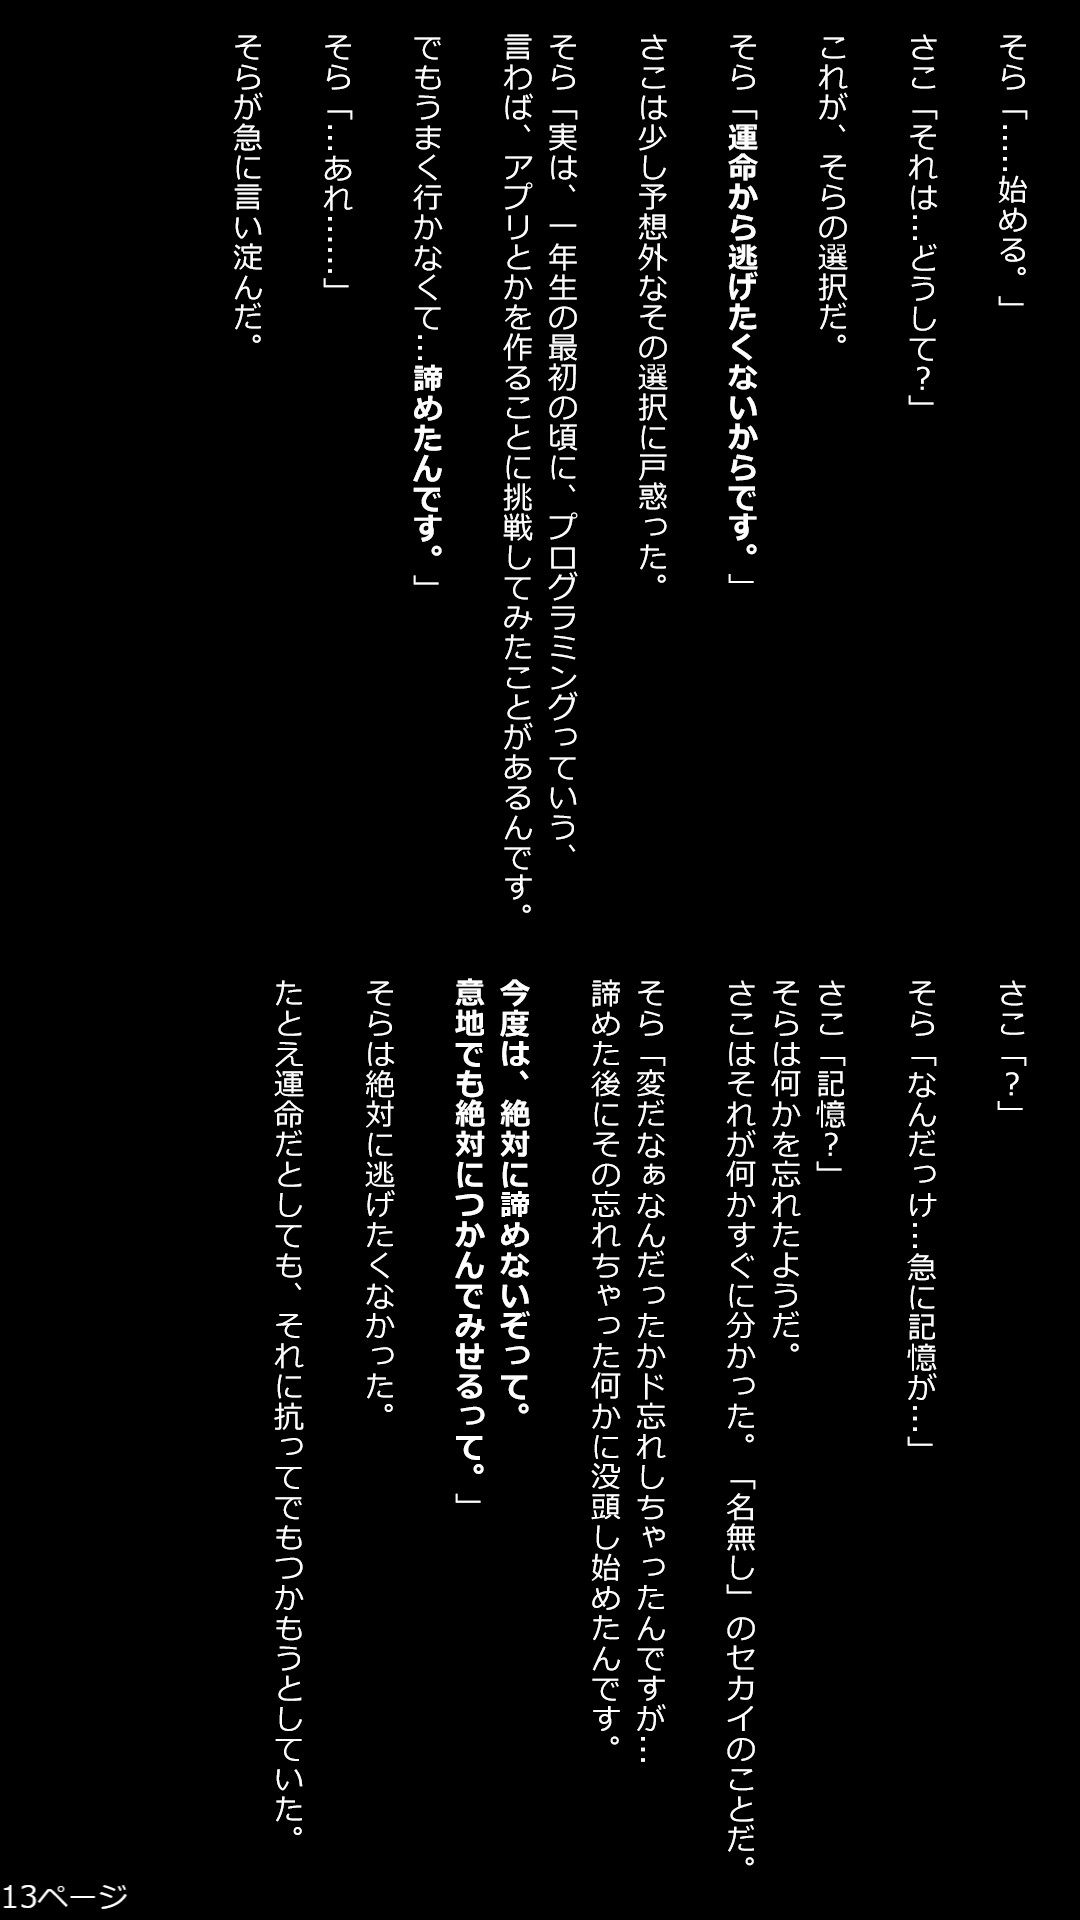 そら「……始める。」
さこ「それは…どうして？」
これが、そらの選択だ。
そら「運命から逃げたくないからです。」
さこは少し予想外なその選択に戸惑った。
そら「実は、一年生の最初の頃に、プログラミングっていう、
言わば、アプリとかを作ることに挑戦してみたことがあるんです。
でもうまく行かなくて…諦めたんです。」
そら「…あれ……」
そらが急に言い淀んだ。
さこ「？」
そら「なんだっけ…急に記憶が…」
さこ「記憶？」
そらは何かを忘れたようだ。
さこはそれが何かすぐに分かった。「名無し」のセカイのことだ。
そら「変だなぁなんだったかド忘れしちゃったんですが…
諦めた後にその忘れちゃった何かに没頭し始めたんです。
今度は、絶対に諦めないぞって。
意地でも絶対につかんでみせるって。」
そらは絶対に逃げたくなかった。
たとえ運命だとしても、それに抗ってでもつかもうとしていた。
13ページ